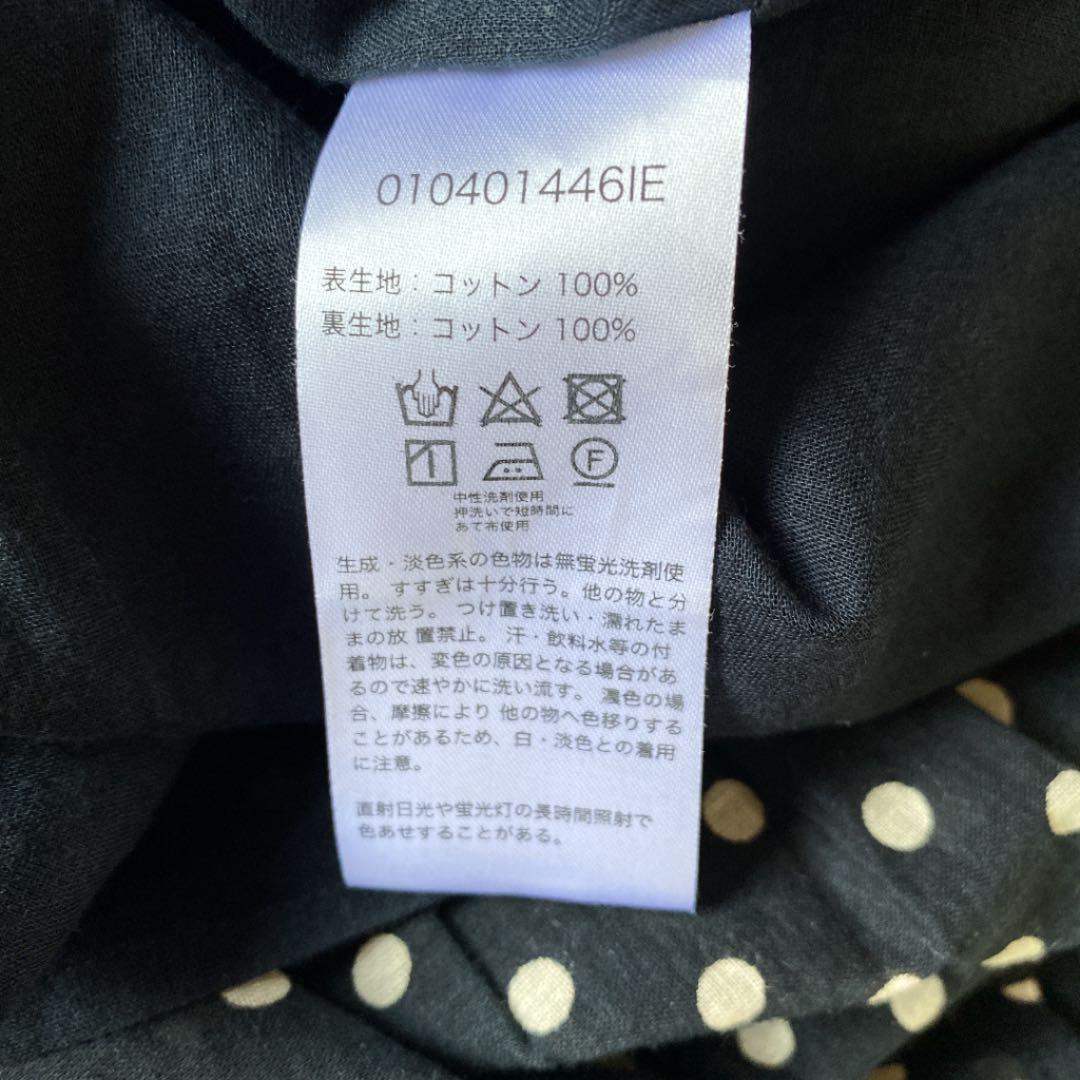 010401446IE
表生地：コットン 100%
裏生地：コットン 100%
F
中性洗剤使用
押洗いで短時間に
あて布使用
生成・淡色系の色物は無蛍光洗剤使
用。 すすぎは十分行う。他の物と分
けて洗う。 つけ置き洗い・濡れたま
まの放 置禁止。 汗・飲料水等の付
着物は、変色の原因となる場合があ
るので速やかに洗い流す。 濃色の場
合、摩擦により 他の物へ色移りする
ことがあるため、白・淡色との着用
に注意。
直射日光や蛍光灯の長時間照射で
色あせすることがある。